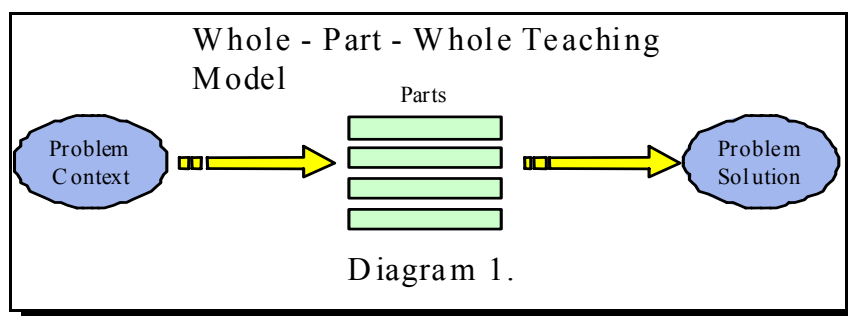 Whole - Part - Whole Teaching
Model
Parts
Problem
Context
Problem
Solution
Diagram 1.